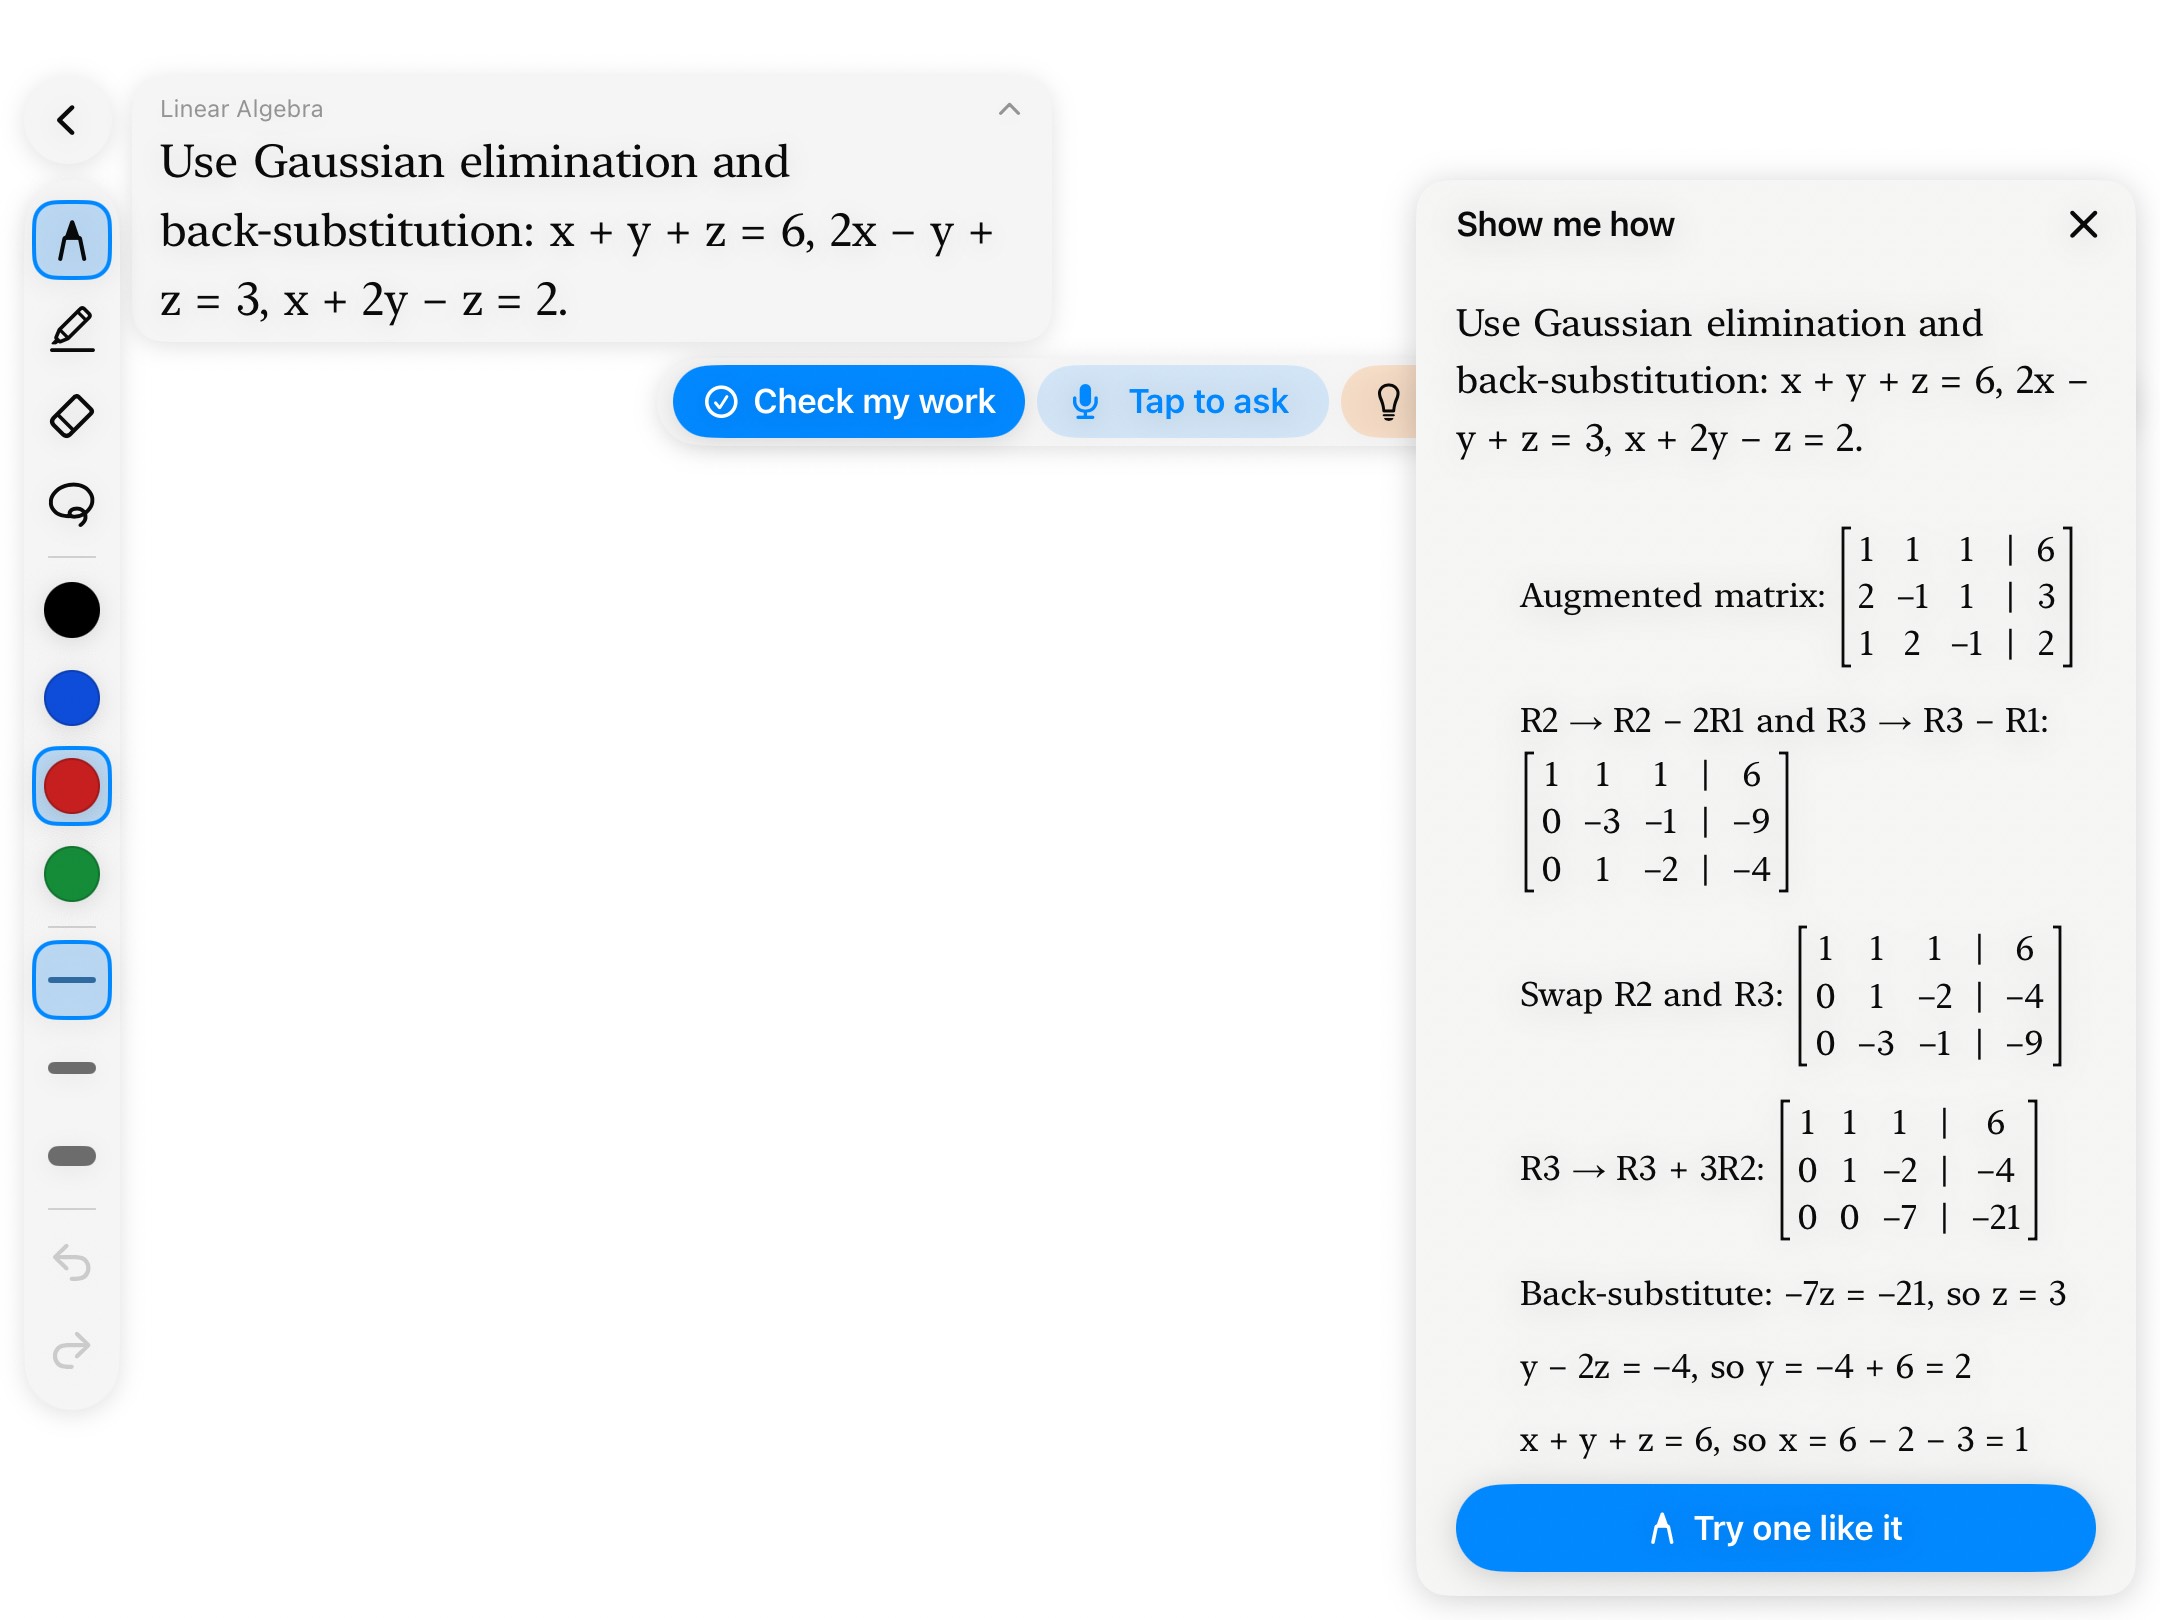 Linear Algebra
Use Gaussian elimination and
back-substitution: x + y + z = 6, 2x − y +
z = 3, x + 2y − z = 2.
Check my work
Tap to ask
Show me how
Use Gaussian elimination and
back-substitution: x + y + z = 6, 2x −
y + z = 3, x + 2y − z = 2.
1 1 1 | 6
Augmented matrix: 2 −1 1 | 3
1 2 −1 | 2
R2 → R2 − 2R1 and R3 → R3 − R1:
1 1 1 | 6
0 −3 −1 | −9
0 1 −2 | −4
1 1 1 | 6
Swap R2 and R3: 0 1 −2 | −4
0 −3 −1 | −9
1 1 1 | 6
R3 → R3 + 3R2: 0 1 −2 | −4
0 0 −7 | −21
Back-substitute: −7z = −21, so z = 3
y − 2z = −4, so y = −4 + 6 = 2
x + y + z = 6, so x = 6 − 2 − 3 = 1
Try one like it